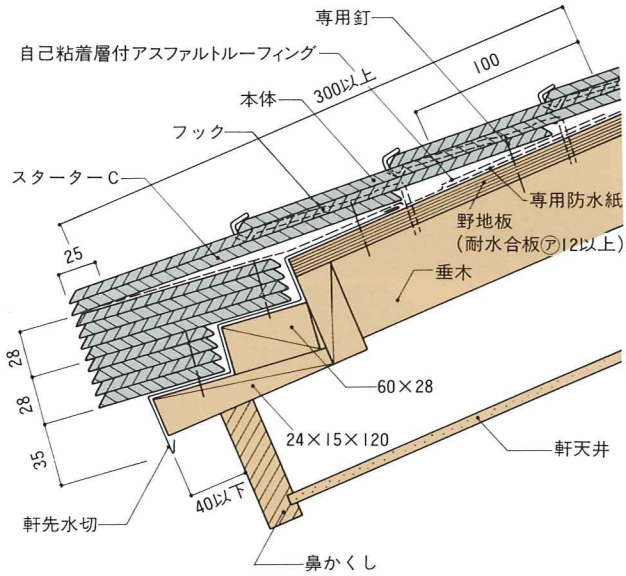 専用釘
自己粘着層付アスファルトルーフィング
100
300以上
本体
フック
スターターC
専用防水紙
野地板
(耐水合板㋐12以上)
25
垂木
28
60×28
28
24×15×120
35
軒天井
40以下
軒先水切
鼻かくし